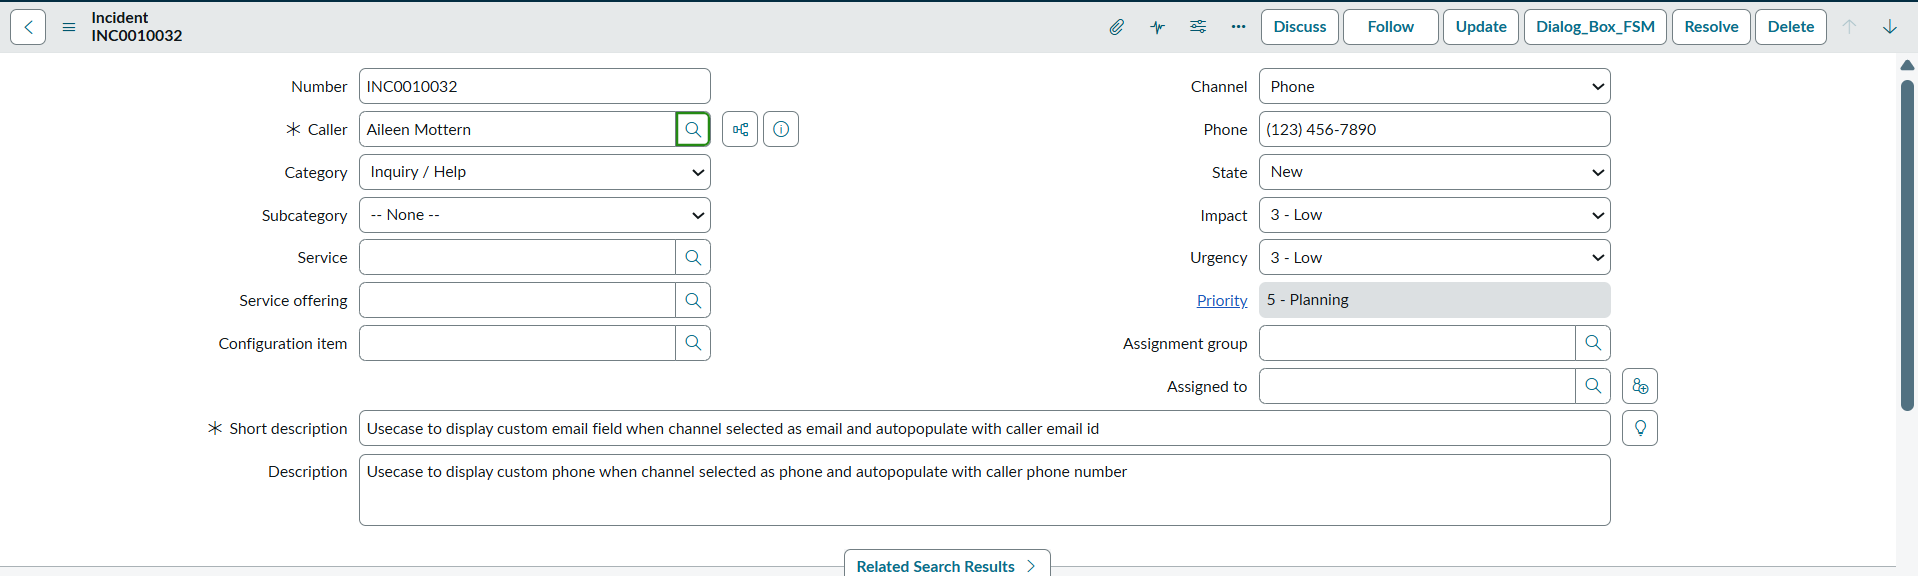 Incident
INC0010032
Discuss
Follow
Update
Dialog_Box_FSM
Resolve
Delete
Number INC0010032
Caller Aileen Mottern
Category Inquiry / Help
Subcategory -- None --
Service
Service offering
Configuration item
Channel Phone
Phone (123) 456-7890
State New
Impact 3 - Low
Urgency 3 - Low
Priority 5 - Planning
Assignment group
Assigned to
Short description Usecase to display custom email field when channel selected as email and autopopulate with caller email id
Description Usecase to display custom phone when channel selected as phone and autopopulate with caller phone number
Related Search Results